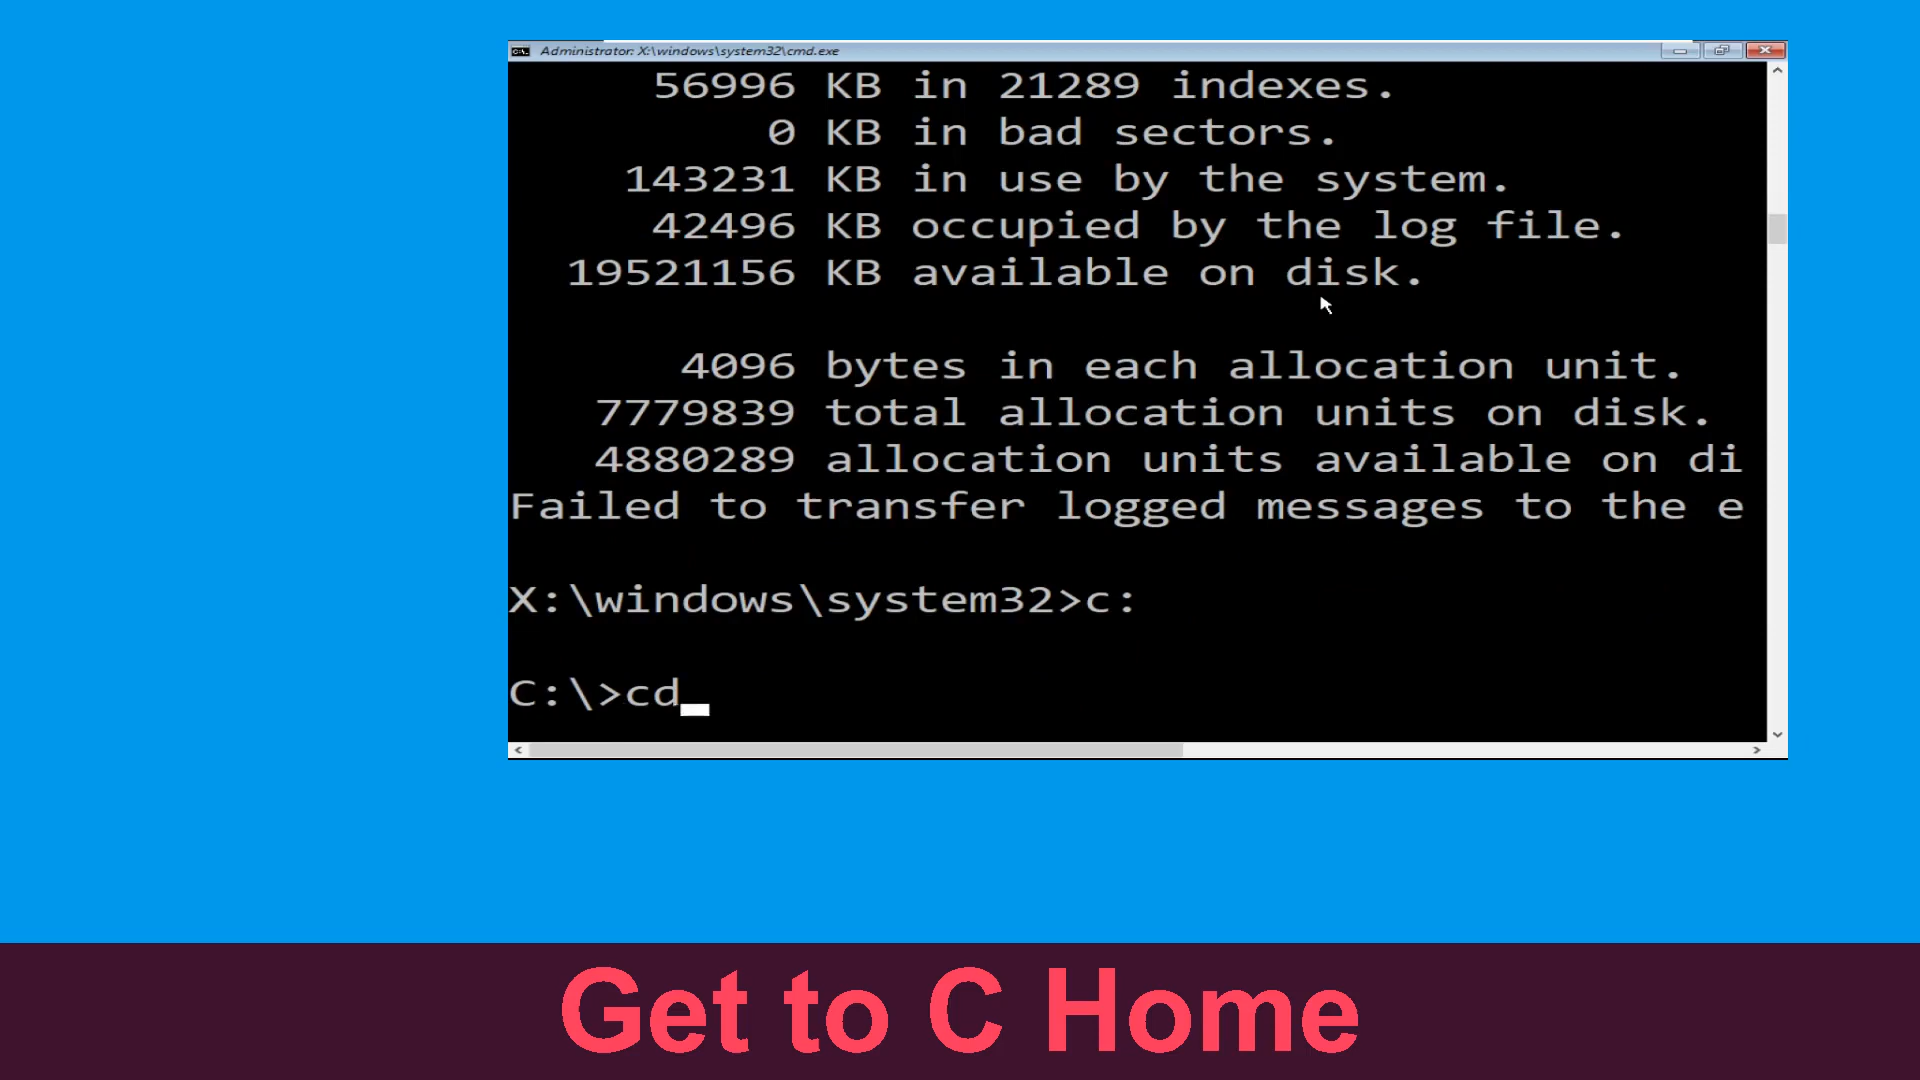 Administrator: X:\windows\system32\cmd.exe
56996 KB in 21289 indexes.
0 KB in bad sectors.
143231 KB in use by the system.
42496 KB occupied by the log file.
19521156 KB available on disk.
4096 bytes in each allocation unit.
7779839 total allocation units on disk.
4880289 allocation units available on di
Failed to transfer logged messages to the e
X:\windows\system32>c:
C:\>cd
Get to C Home